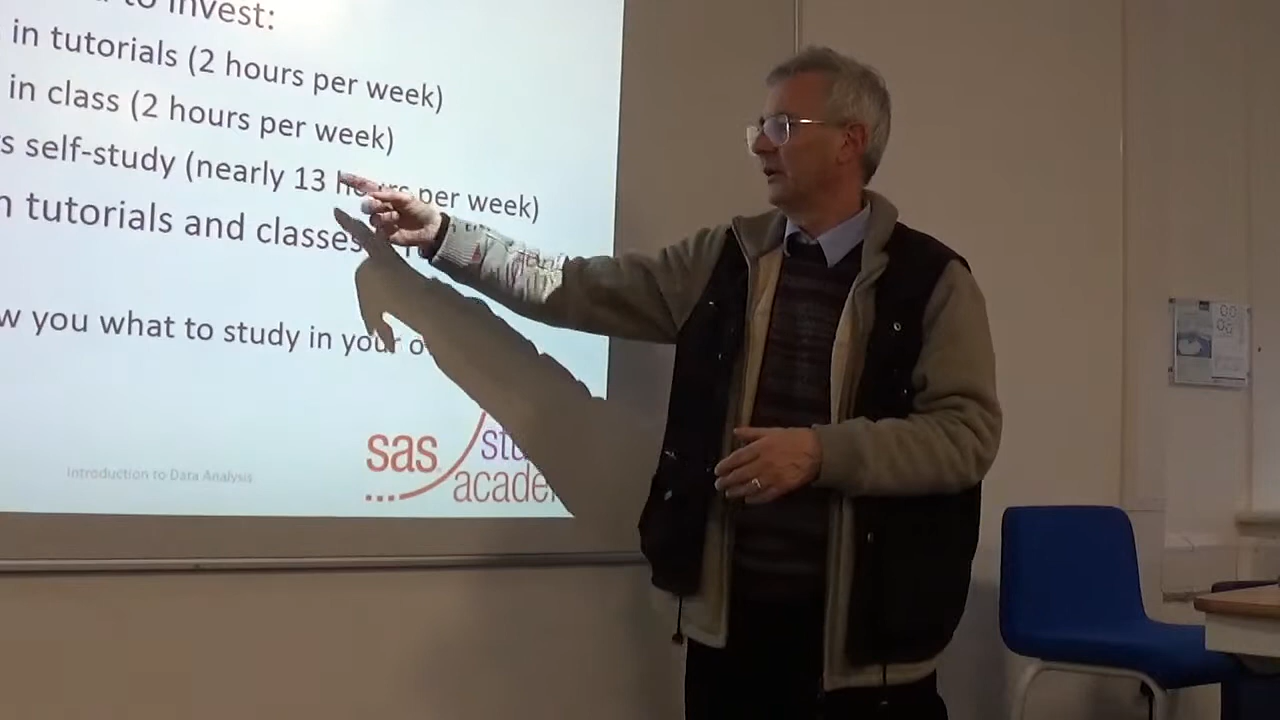 to invest:
in tutorials (2 hours per week)
in class (2 hours per week)
s self-study (nearly 13 hours per week)
n tutorials and classes
w you what to study in your o
Introduction to Data Analysis
sas
acade